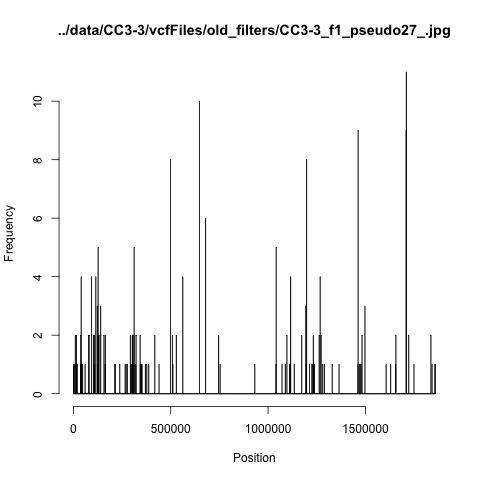 ../data/CC3-3/vcfFiles/old_filters/CC3-3_f1_pseudo27_.jpg
Frequency
10
8
6
4
2
0
0 500000 1000000 1500000
Position